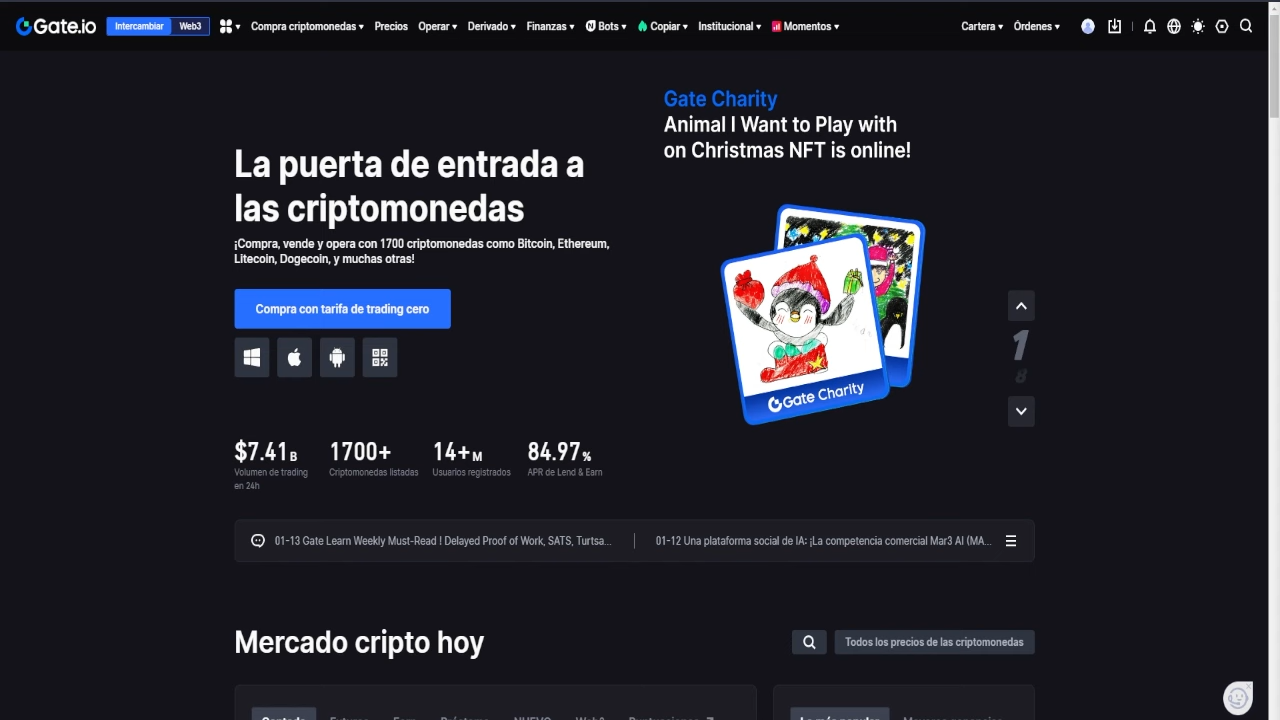 Gate.io
Intercambiar
Web3
Compra criptomonedas
Precios
Operar
Derivado
Finanzas
Bots
Copiar
Institucional
Momentos
Cartera
Órdenes
Gate Charity
Animal I Want to Play with
on Christmas NFT is online!
La puerta de entrada a
las criptomonedas
¡Compra, vende y opera con 1700 criptomonedas como Bitcoin, Ethereum,
Litecoin, Dogecoin, y muchas otras!
Compra con tarifa de trading cero
Gate Charity
1
8
$7.41 B
Volumen de trading
en 24h
1700+
Criptomonedas listadas
14+ M
Usuarios registrados
84.97 %
APR de Lend & Earn
01-13 Gate Learn Weekly Must-Read ! Delayed Proof of Work, SATS, Turtsa...
01-12 Una plataforma social de IA: ¡La competencia comercial Mar3 AI (MA...
Mercado cripto hoy
Todos los precios de las criptomonedas